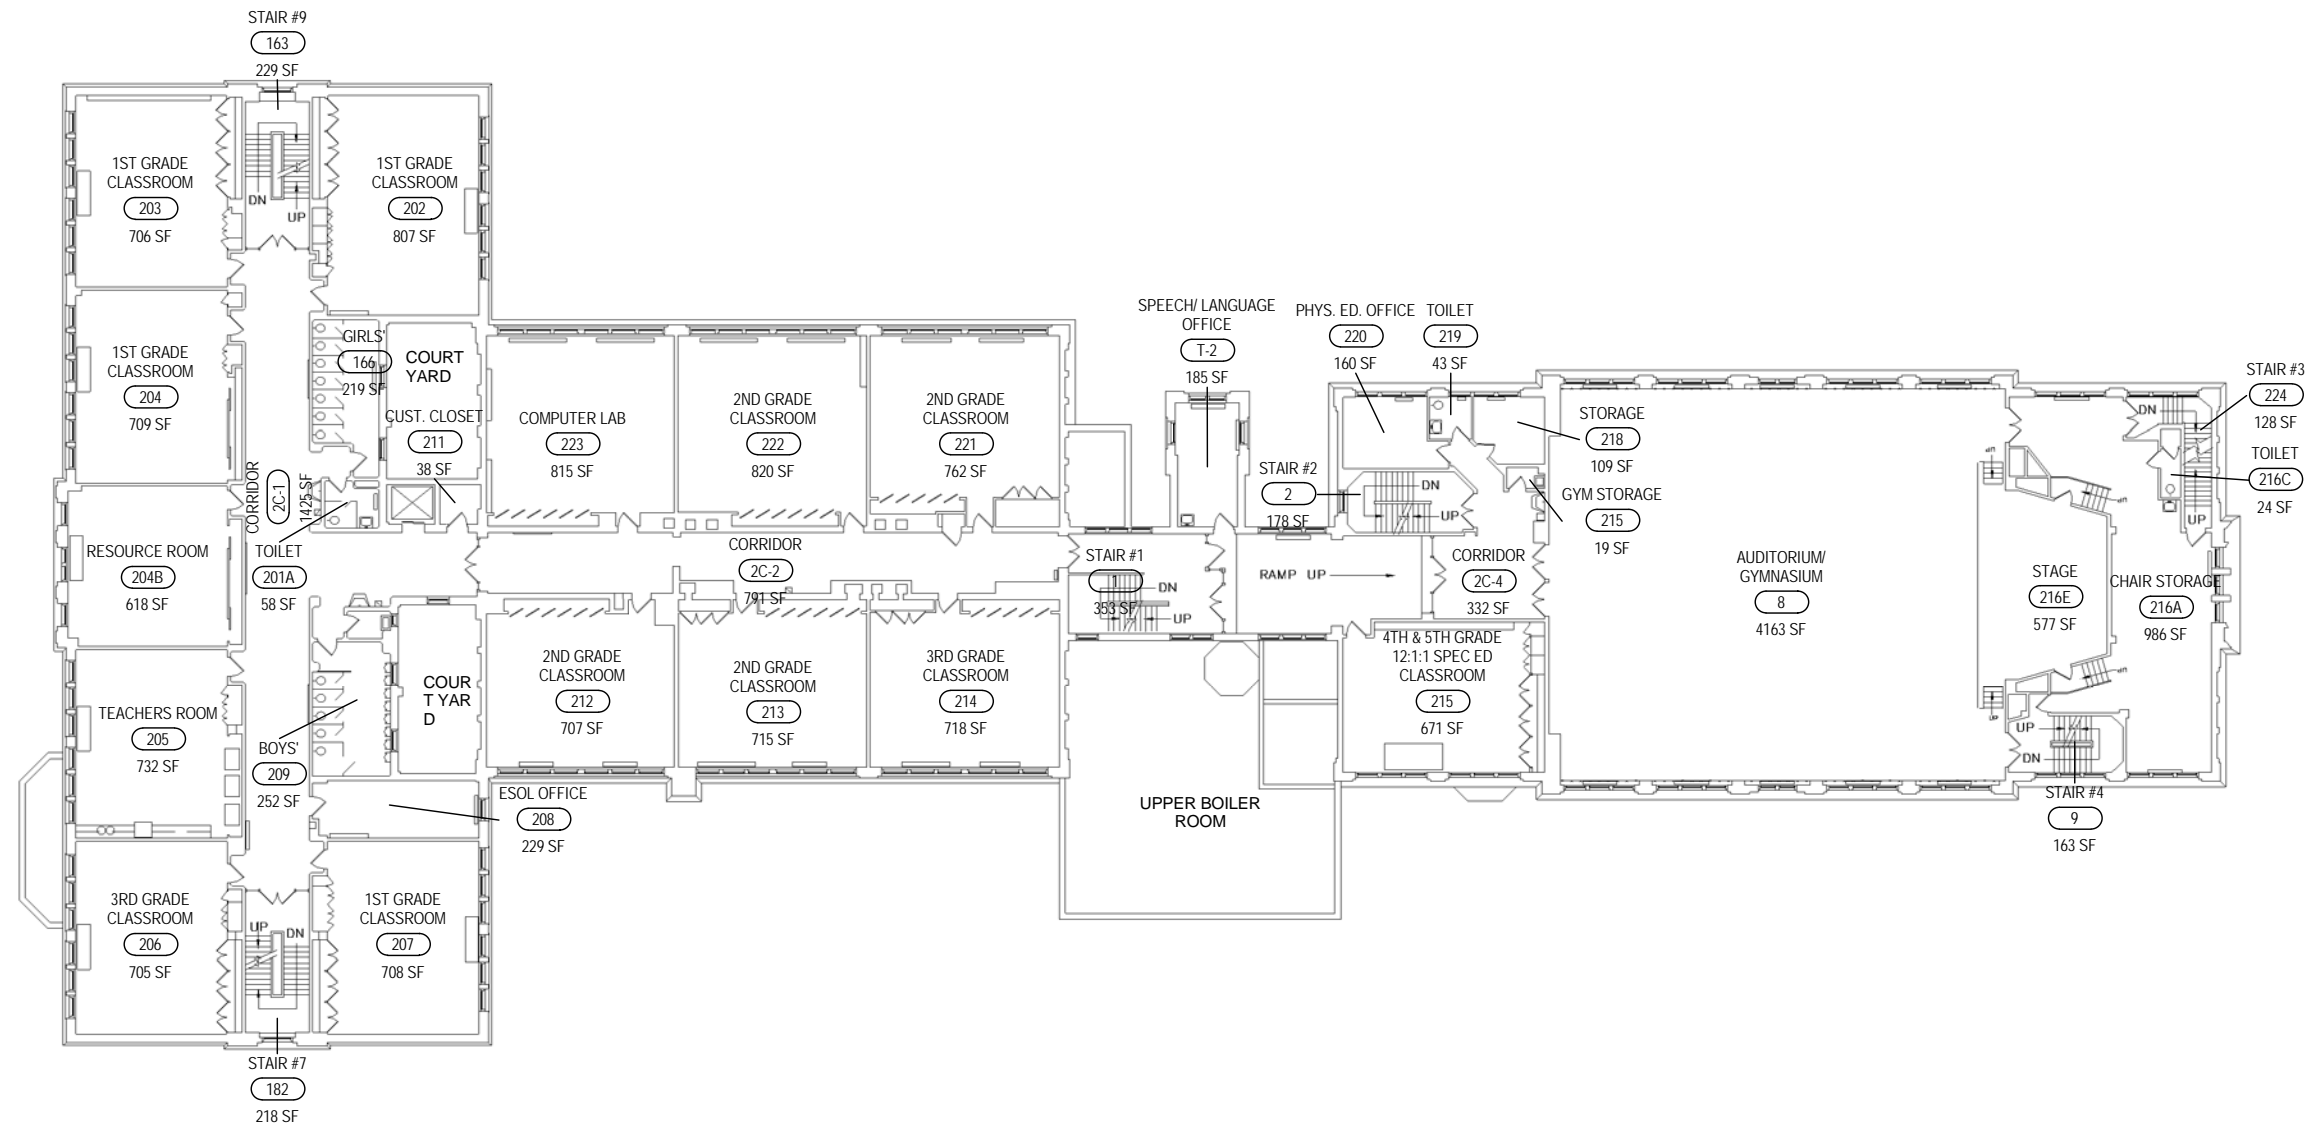 STAIR #9
163
229 SF
1ST GRADE
CLASSROOM
203
706 SF
DN
UP
1ST GRADE
CLASSROOM
202
807 SF
1ST GRADE
CLASSROOM
204
709 SF
GIRLS'
166
219 SF
COURT
YARD
CUST. CLOSET
211
38 SF
COMPUTER LAB
223
815 SF
2ND GRADE
CLASSROOM
222
820 SF
2ND GRADE
CLASSROOM
221
762 SF
SPEECH/ LANGUAGE
OFFICE
T-2
185 SF
PHYS. ED. OFFICE
220
160 SF
TOILET
219
43 SF
STORAGE
218
109 SF
STAIR #2
2
178 SF
DN
UP
GYM STORAGE
215
19 SF
STAIR #3
224
128 SF
DN
UP
TOILET
216C
24 SF
CORRIDOR
2C-1
1425 SF
RESOURCE ROOM
204B
618 SF
TOILET
201A
58 SF
CORRIDOR
2C-2
791 SF
STAIR #1
1
353 SF
DN
UP
RAMP UP
CORRIDOR
2C-4
332 SF
AUDITORIUM/
GYMNASIUM
8
4163 SF
UP
UP
STAGE
216E
577 SF
UP
UP
CHAIR STORAGE
216A
986 SF
TEACHERS ROOM
205
732 SF
BOYS'
209
252 SF
COUR
T YAR
D
2ND GRADE
CLASSROOM
212
707 SF
2ND GRADE
CLASSROOM
213
715 SF
3RD GRADE
CLASSROOM
214
718 SF
4TH & 5TH GRADE
12:1:1 SPEC ED
CLASSROOM
215
671 SF
UP
DN
STAIR #4
9
163 SF
ESOL OFFICE
208
229 SF
UPPER BOILER
ROOM
3RD GRADE
CLASSROOM
206
705 SF
UP
DN
1ST GRADE
CLASSROOM
207
708 SF
STAIR #7
182
218 SF